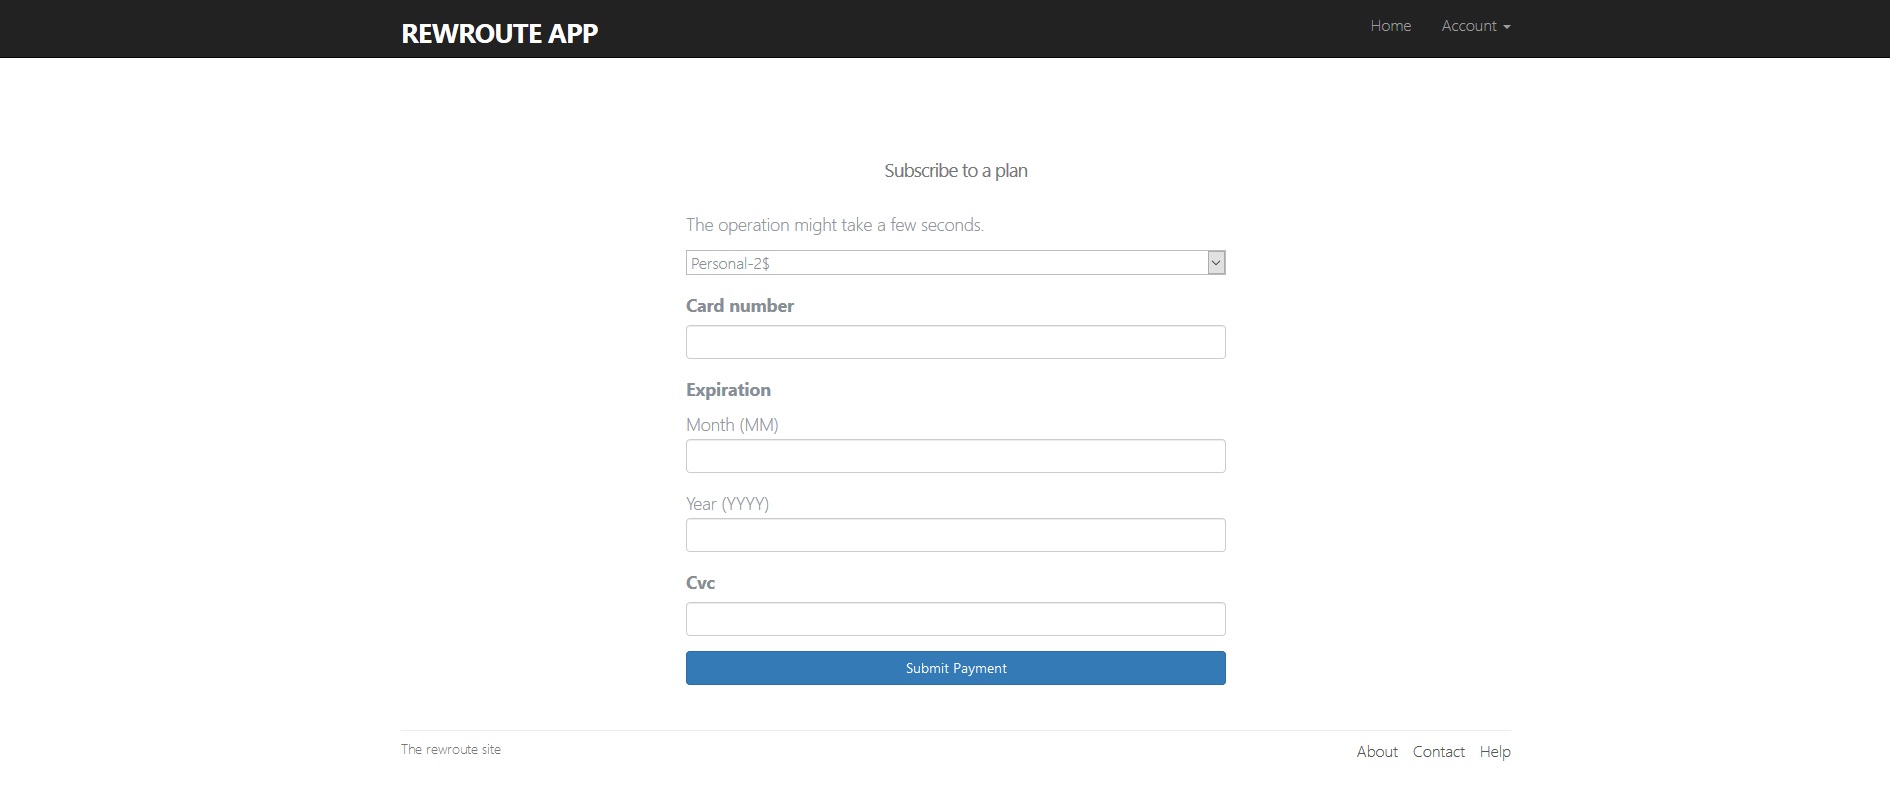 REWROUTE APP
Home
Account
Subscribe to a plan
The operation might take a few seconds.
Personal-2$
Card number
Expiration
Month (MM)
Year (YYYY)
Cvc
Submit Payment
The rewroute site
About Contact Help